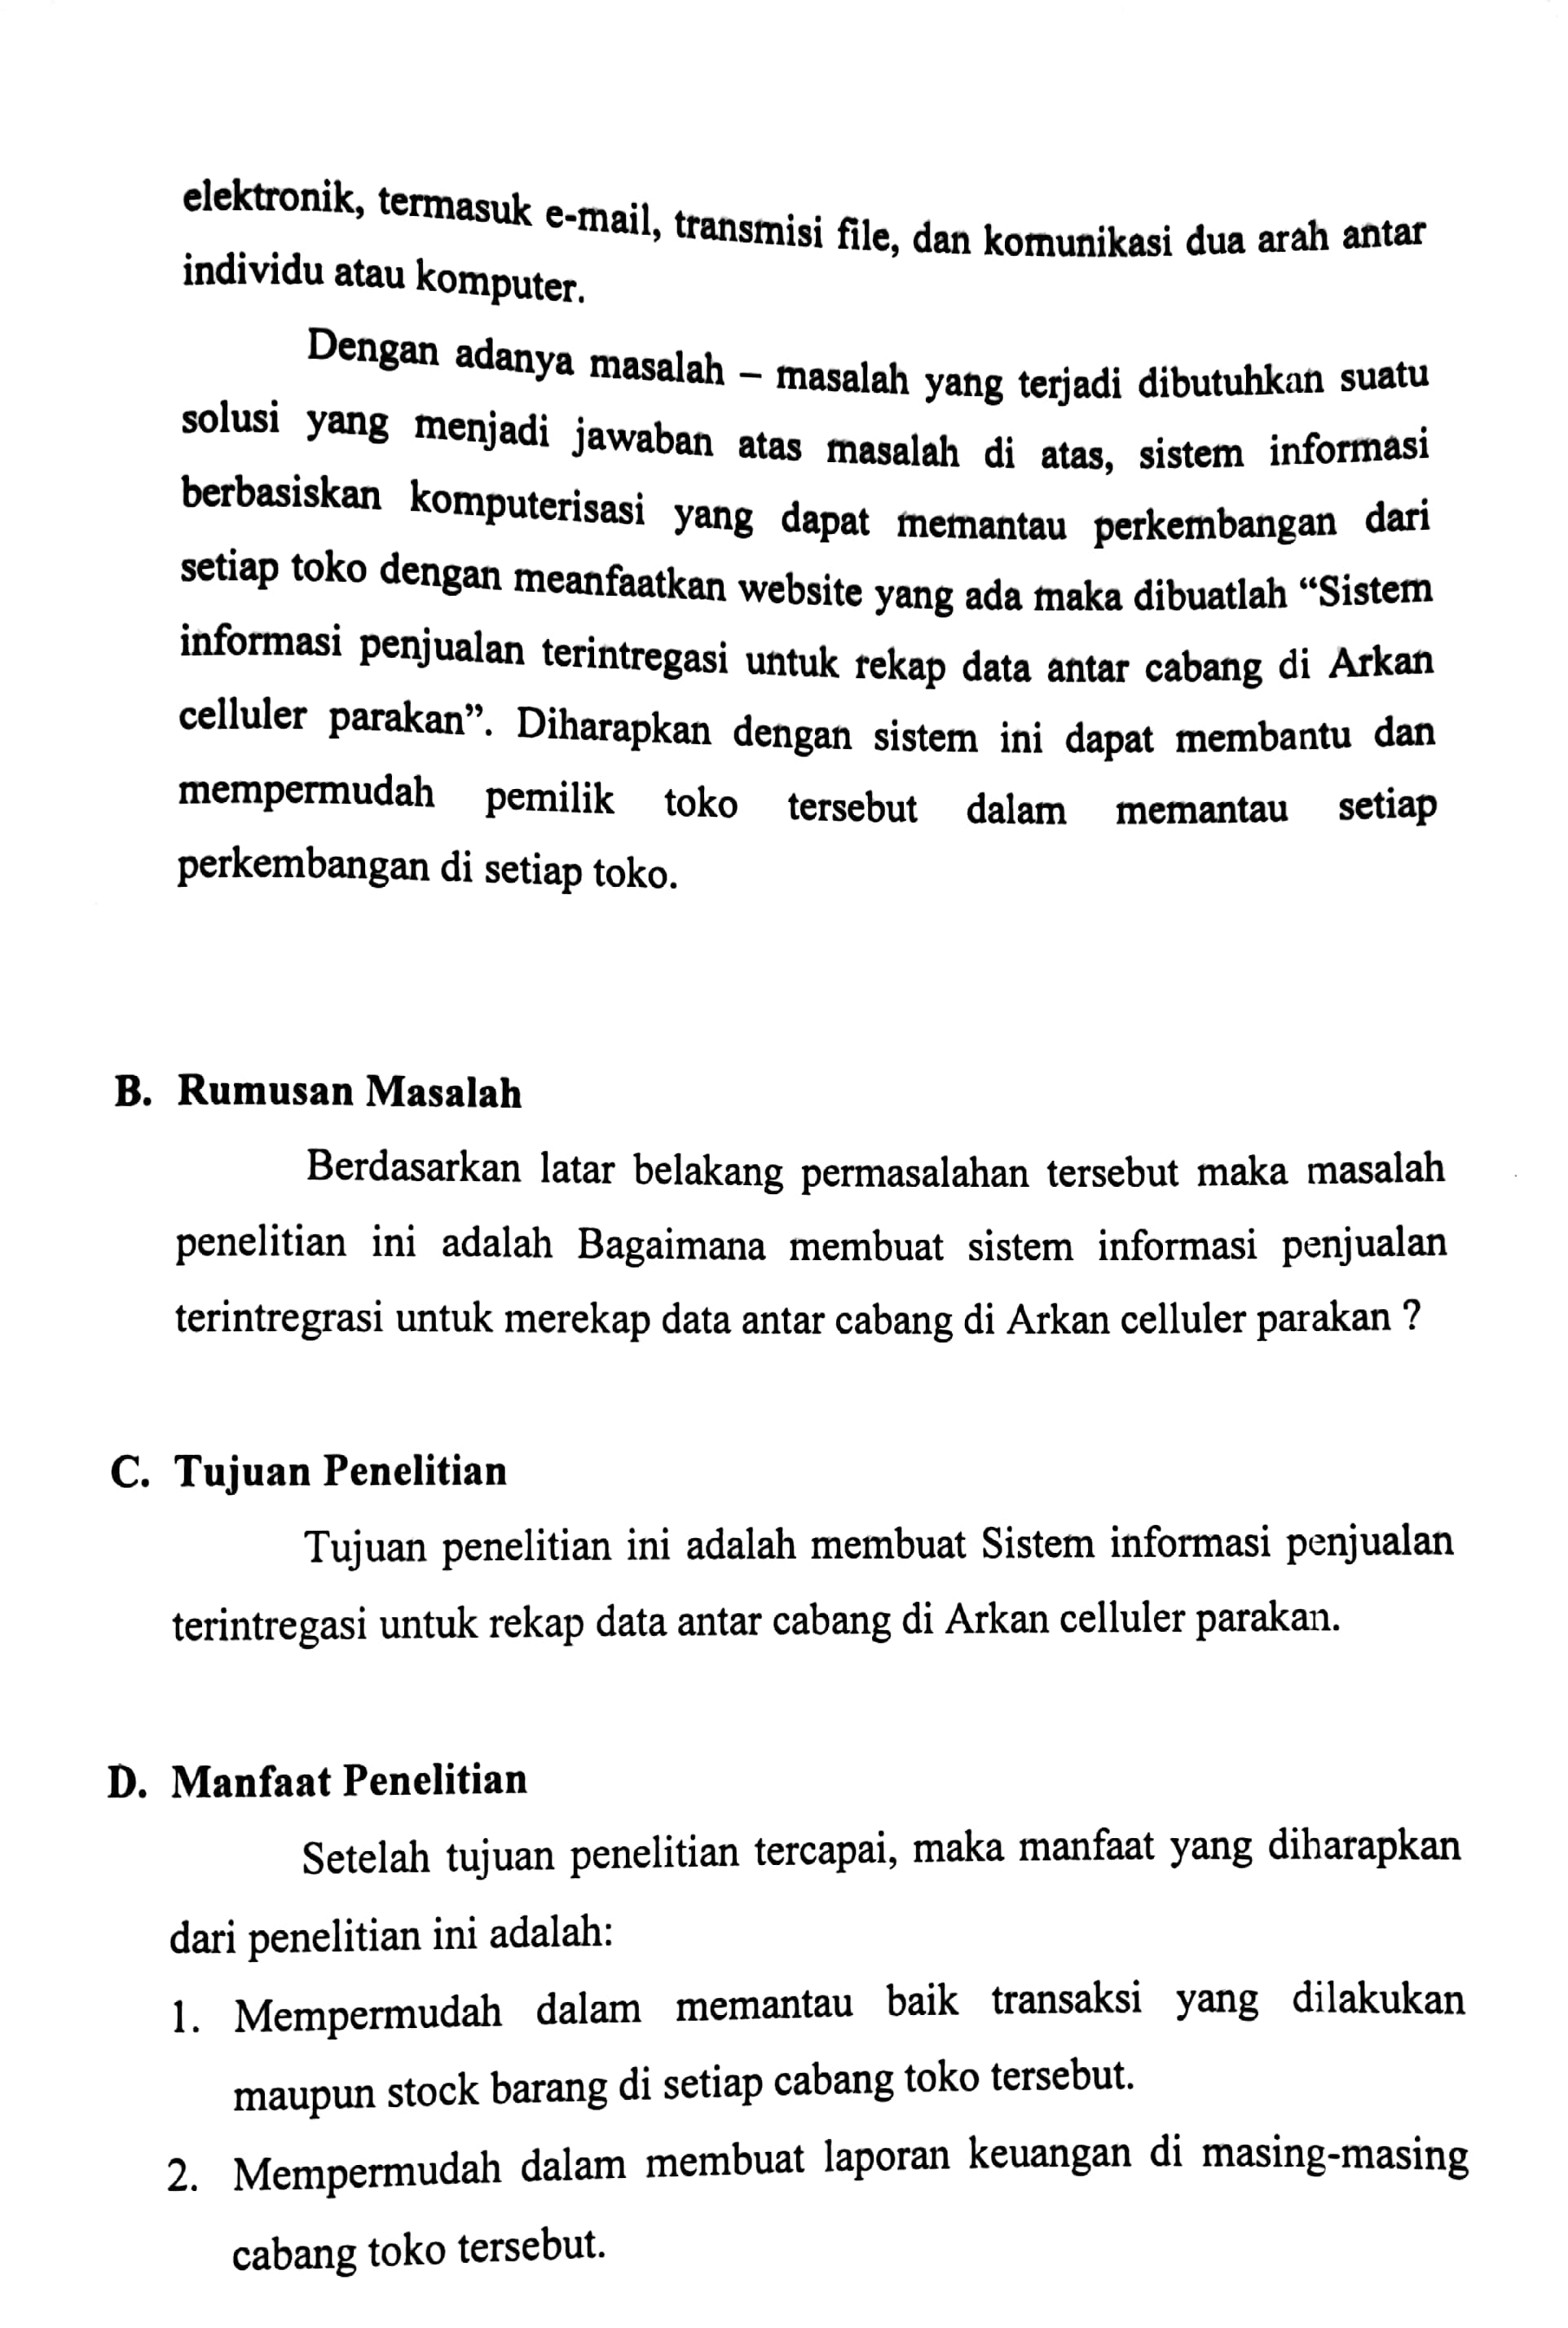 elektronik, termasuk e-mail, transmisi file, dan komunikasi dua arah antar
individu atau komputer.
Dengan adanya masalah – masalah yang terjadi dibutuhkan suatu
solusi yang menjadi jawaban atas masalah di atas, sistem informasi
berbasiskan komputerisasi yang dapat memantau perkembangan dari
setiap toko dengan meanfaatkan website yang ada maka dibuatlah “Sistem
informasi penjualan terintregasi untuk rekap data antar cabang di Arkan
celluler parakan”. Diharapkan dengan sistem ini dapat membantu dan
mempermudah pemilik toko tersebut dalam memantau setiap
perkembangan di setiap toko.
B. Rumusan Masalah
Berdasarkan latar belakang permasalahan tersebut maka masalah
penelitian ini adalah Bagaimana membuat sistem informasi penjualan
terintregrasi untuk merekap data antar cabang di Arkan celluler parakan ?
C. Tujuan Penelitian
Tujuan penelitian ini adalah membuat Sistem informasi penjualan
terintregasi untuk rekap data antar cabang di Arkan celluler parakan.
D. Manfaat Penelitian
Setelah tujuan penelitian tercapai, maka manfaat yang diharapkan
dari penelitian ini adalah:
1. Mempermudah dalam memantau baik transaksi yang dilakukan
maupun stock barang di setiap cabang toko tersebut.
2. Mempermudah dalam membuat laporan keuangan di masing-masing
cabang toko tersebut.